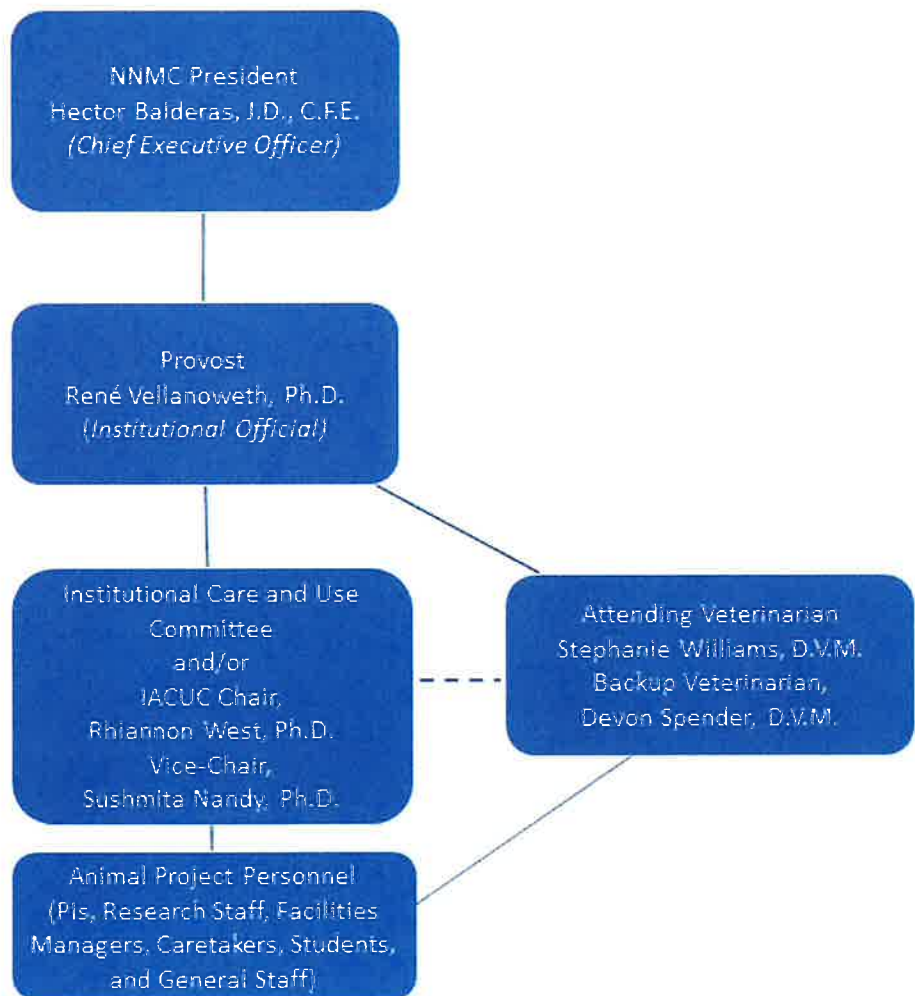 NNMC President
Hector Balderas, J.D., C.F.E.
(Chief Executive Officer)
Provost
René Vellanoweth, Ph.D.
(Institutional Official)
Institutional Care and Use
Committee
and/or
IACUC Chair,
Rhiannon West, Ph.D.
Vice-Chair,
Sushmita Nandy, Ph.D.
Attending Veterinarian
Stephanie Williams, D.V.M.
Backup Veterinarian,
Devon Spender, D.V.M.
Animal Project Personnel
(PIs, Research Staff, Facilities
Managers, Caretakers, Students,
and General Staff)